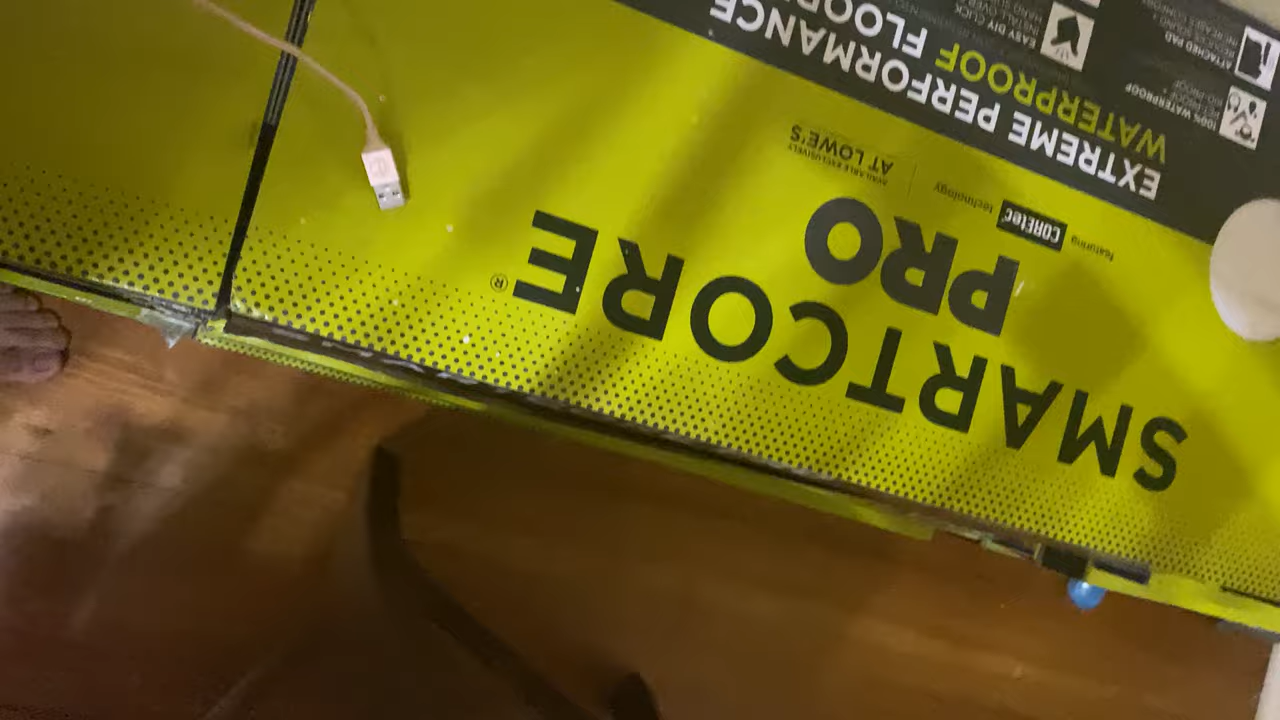 SMARTCORE®
PRO
featuring COREtec technology
AVAILABLE EXCLUSIVELY
AT LOWE'S
EXTREME PERFORMANCE
WATERPROOF FLOOR
100% WATERPROOF
EASY DIY CLICK
ATTACHED PAD